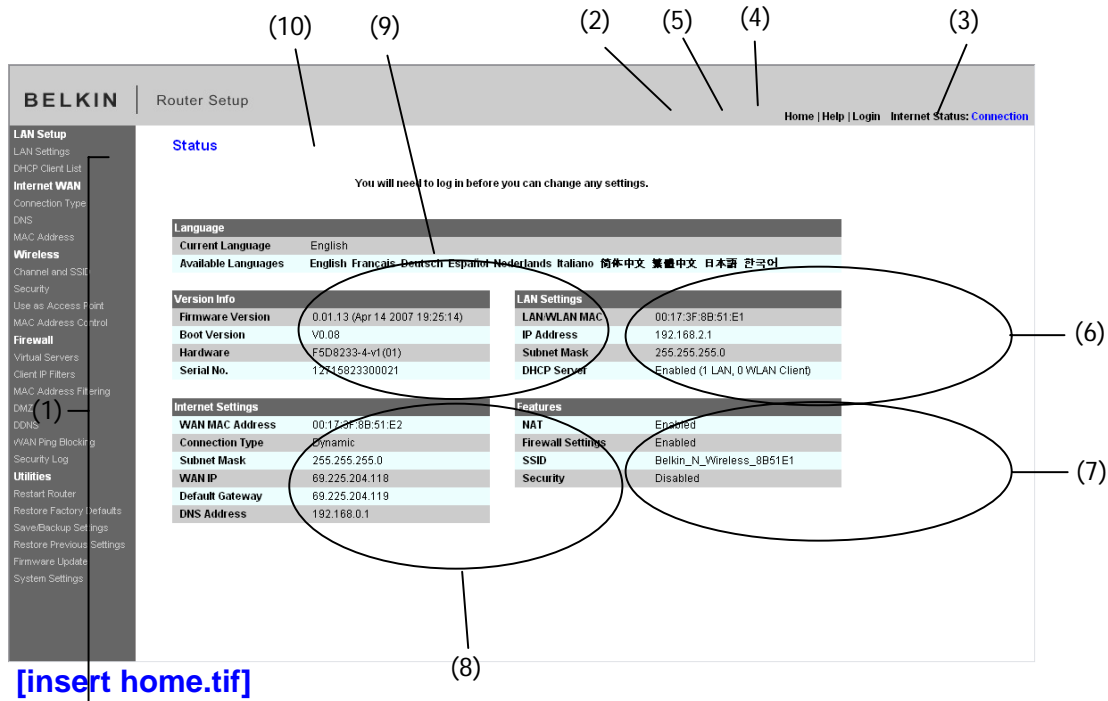 (10) (9) (2) (5) (4) (3)
BELKIN Router Setup
Home | Help | Login Internet Status: Connection
LAN Setup
LAN Settings
DHCP Client List
Internet WAN
Connection Type
DNS
MAC Address
Wireless
Channel and SSID
Security
Use as Access Point
MAC Address Control
Firewall
Virtual Servers
Client IP Filters
MAC Address Filtering
DMZ
DDNS
WAN Ping Blocking
Security Log
Utilities
Restart Router
Restore Factory Defaults
Save/Backup Settings
Restore Previous Settings
Firmware Update
System Settings
(1)
Status
You will need to log in before you can change any settings.
Language
Current Language English
Available Languages English Français Deutsch Español Nederlands Italiano 简体中文 繁體中文 日本語 한국어
Version Info
Firmware Version 0.01.13 (Apr 14 2007 19:25:14)
Boot Version V0.08
Hardware F5D8233-4-v1(01)
Serial No. 12715823300021
LAN Settings
LAN/WLAN MAC 00:17:3F:8B:51:E1
IP Address 192.168.2.1
Subnet Mask 255.255.255.0
DHCP Server Enabled (1 LAN, 0 WLAN Client)
(6)
Internet Settings
WAN MAC Address 00:17:3F:8B:51:E2
Connection Type Dynamic
Subnet Mask 255.255.255.0
WAN IP 69.225.204.118
Default Gateway 69.225.204.119
DNS Address 192.168.0.1
Features
NAT Enabled
Firewall Settings Enabled
SSID Belkin_N_Wireless_8B51E1
Security Disabled
(7)
(8)
[insert home.tif]